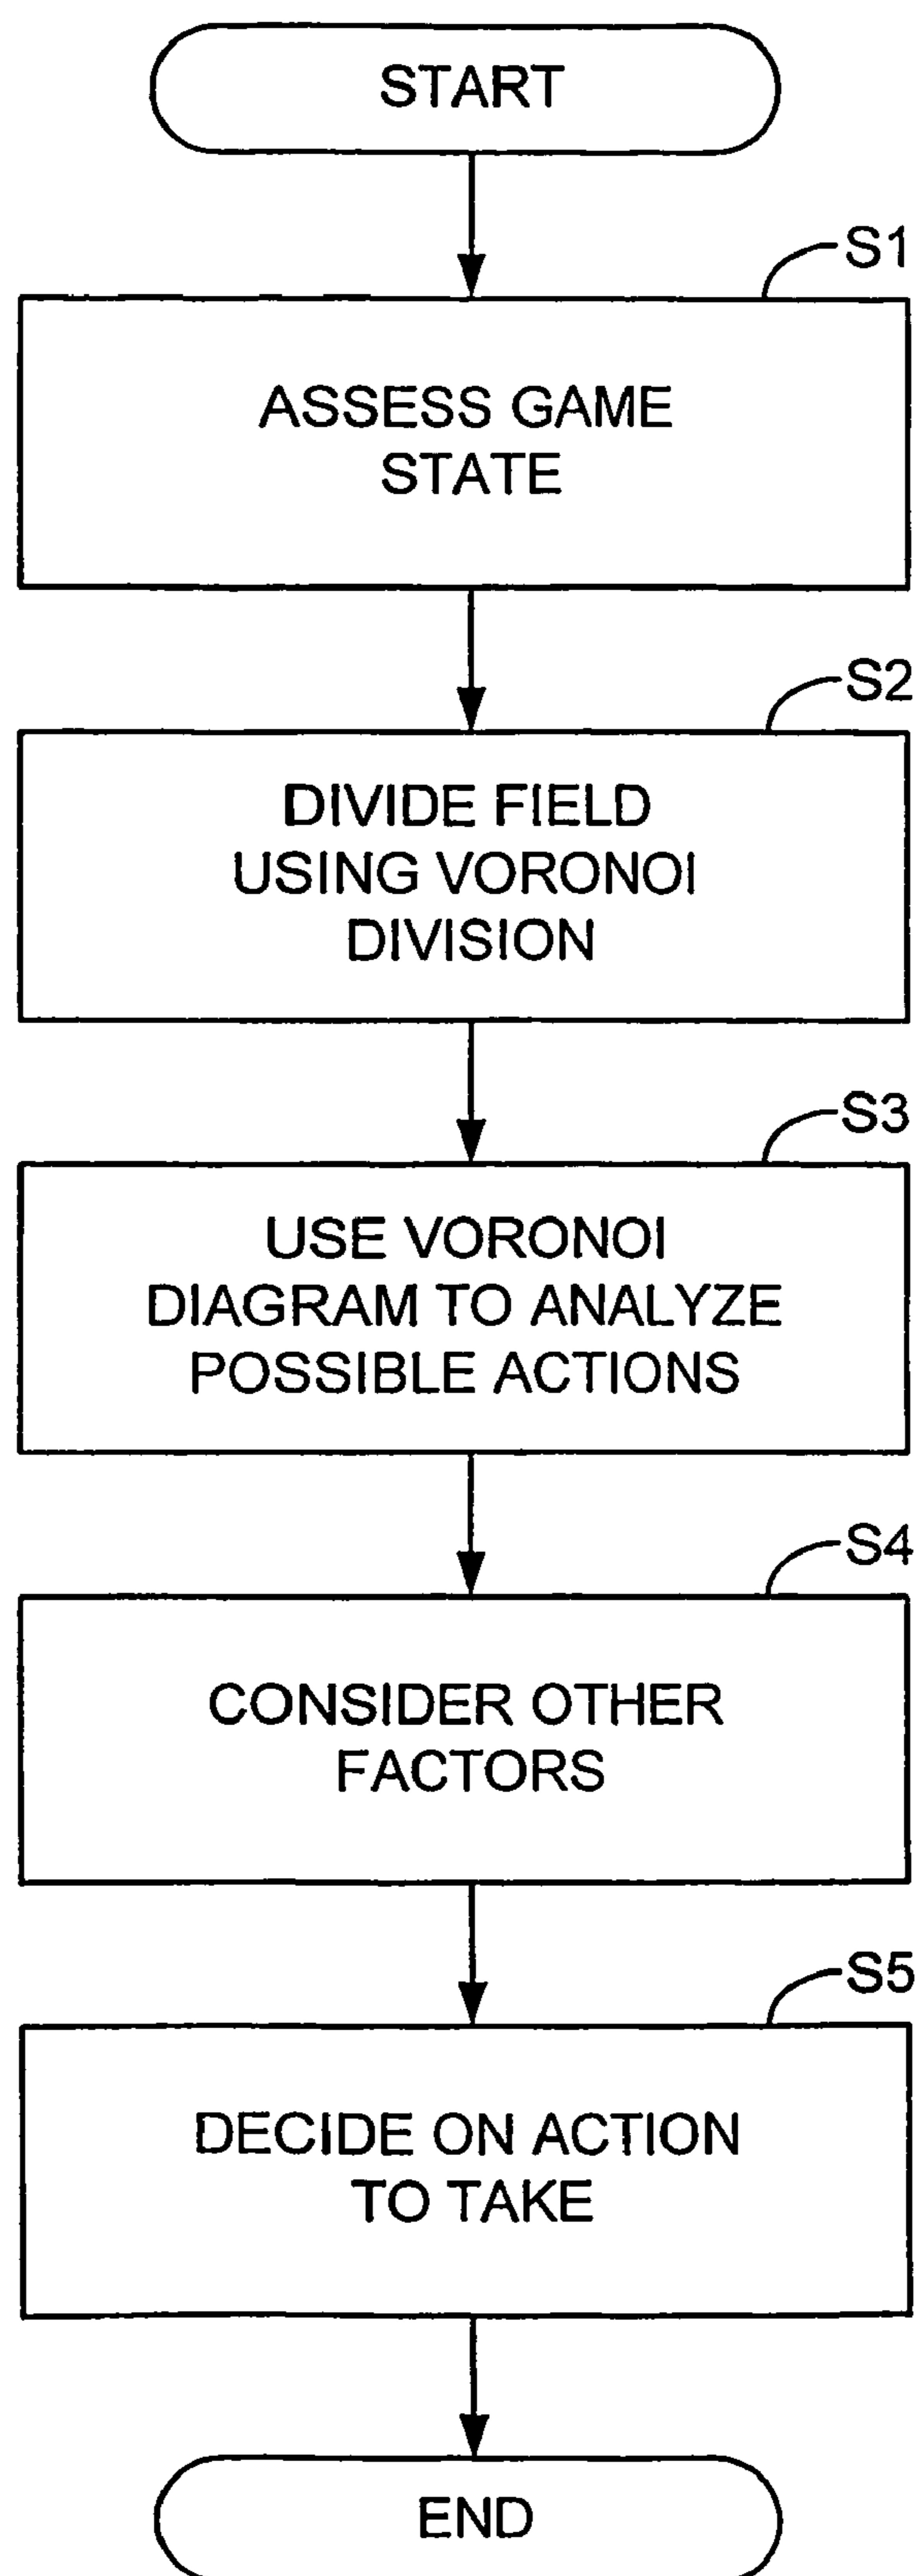 START
S1
ASSESS GAME
STATE
S2
DIVIDE FIELD
USING VORONOI
DIVISION
S3
USE VORONOI
DIAGRAM TO ANALYZE
POSSIBLE ACTIONS
S4
CONSIDER OTHER
FACTORS
S5
DECIDE ON ACTION
TO TAKE
END